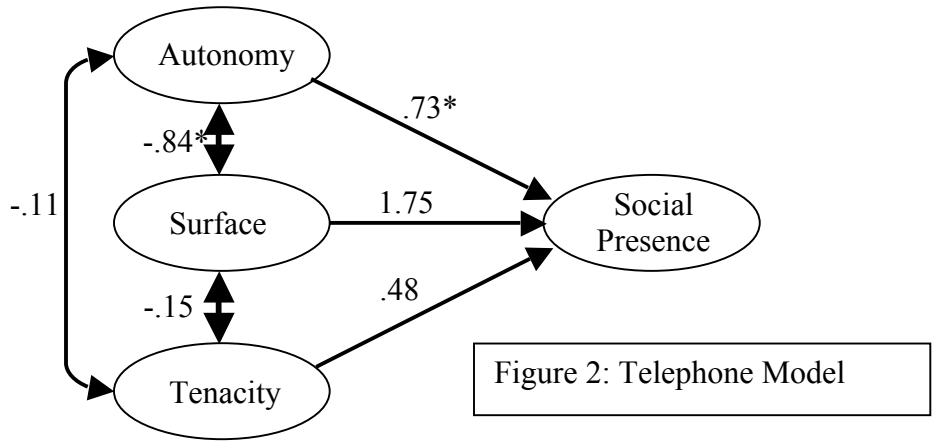 Autonomy
.73*
-.84*
-.11
Surface
1.75
Social
Presence
-.15
.48
Tenacity
Figure 2: Telephone Model